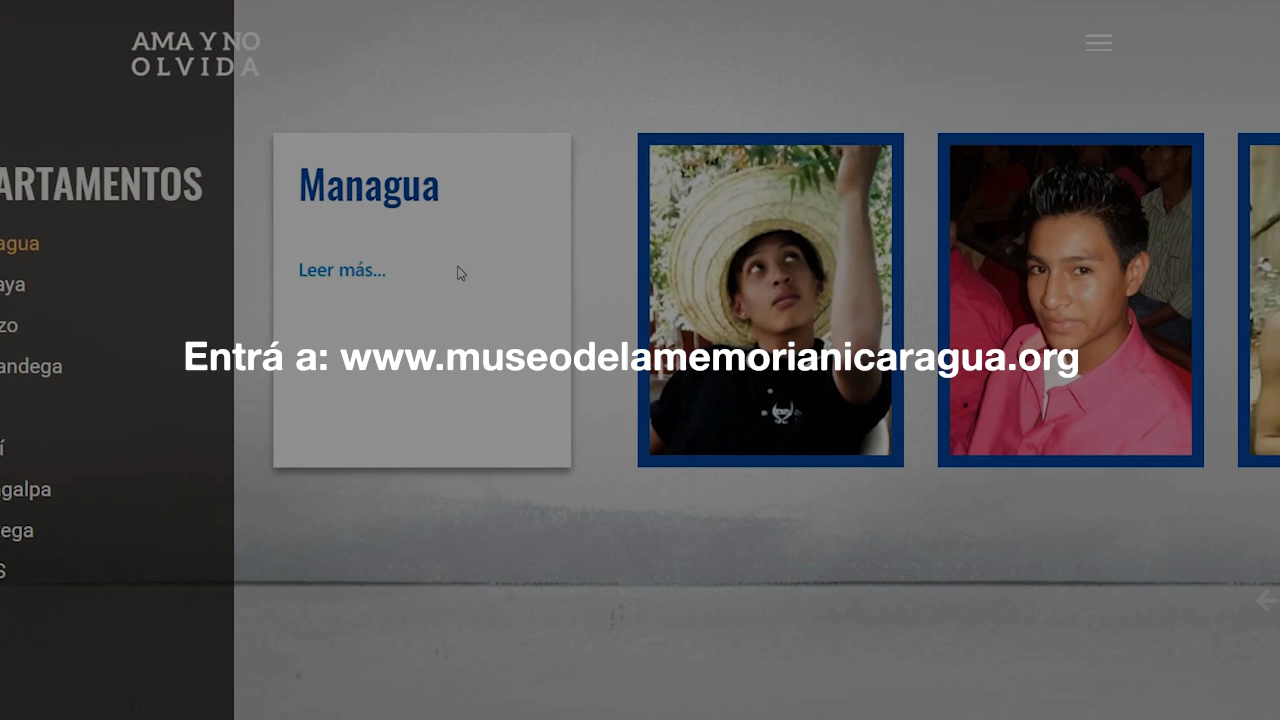 AMA Y NO
OLVIDA
ARTAMENTOS
agua
aya
zo
andega
í
galpa
ega
S
Managua
Leer más...
Entrá a: www.museodelamemorianicaragua.org